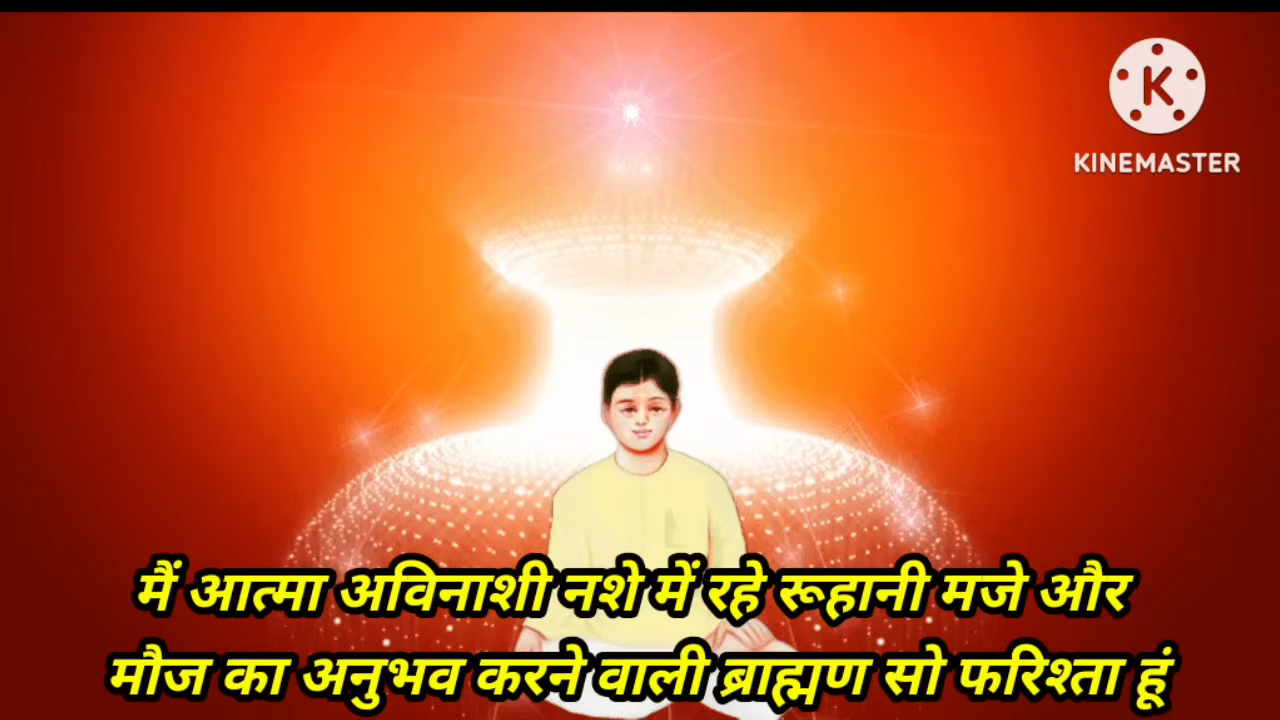 K
KINEMASTER
मैं आत्मा अविनाशी नशे में रहे रूहानी मजे और
मौज का अनुभव करने वाली ब्राह्मण सो फरिश्ता हूं